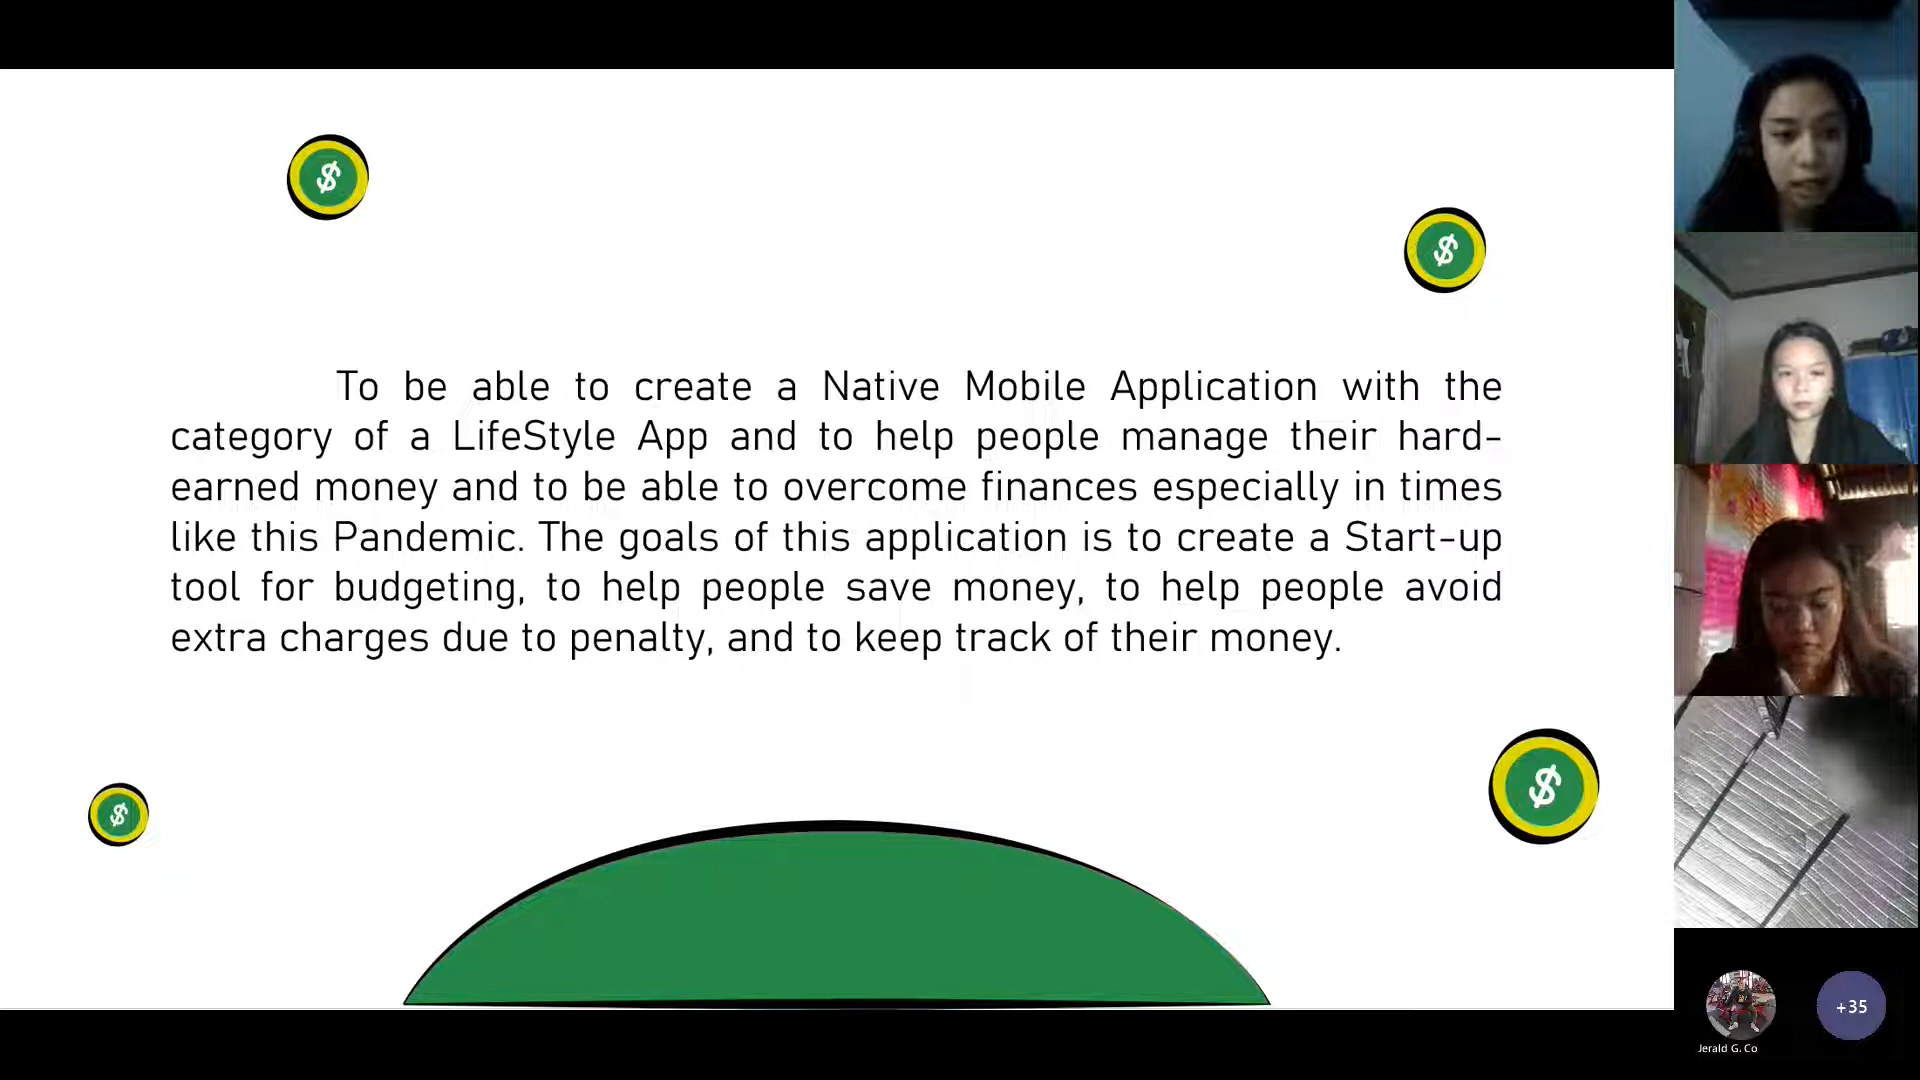 $
$
To be able to create a Native Mobile Application with the
category of a LifeStyle App and to help people manage their hard-
earned money and to be able to overcome finances especially in times
like this Pandemic. The goals of this application is to create a Start-up
tool for budgeting, to help people save money, to help people avoid
extra charges due to penalty, and to keep track of their money.
$
$
Jerald G. Co
+35